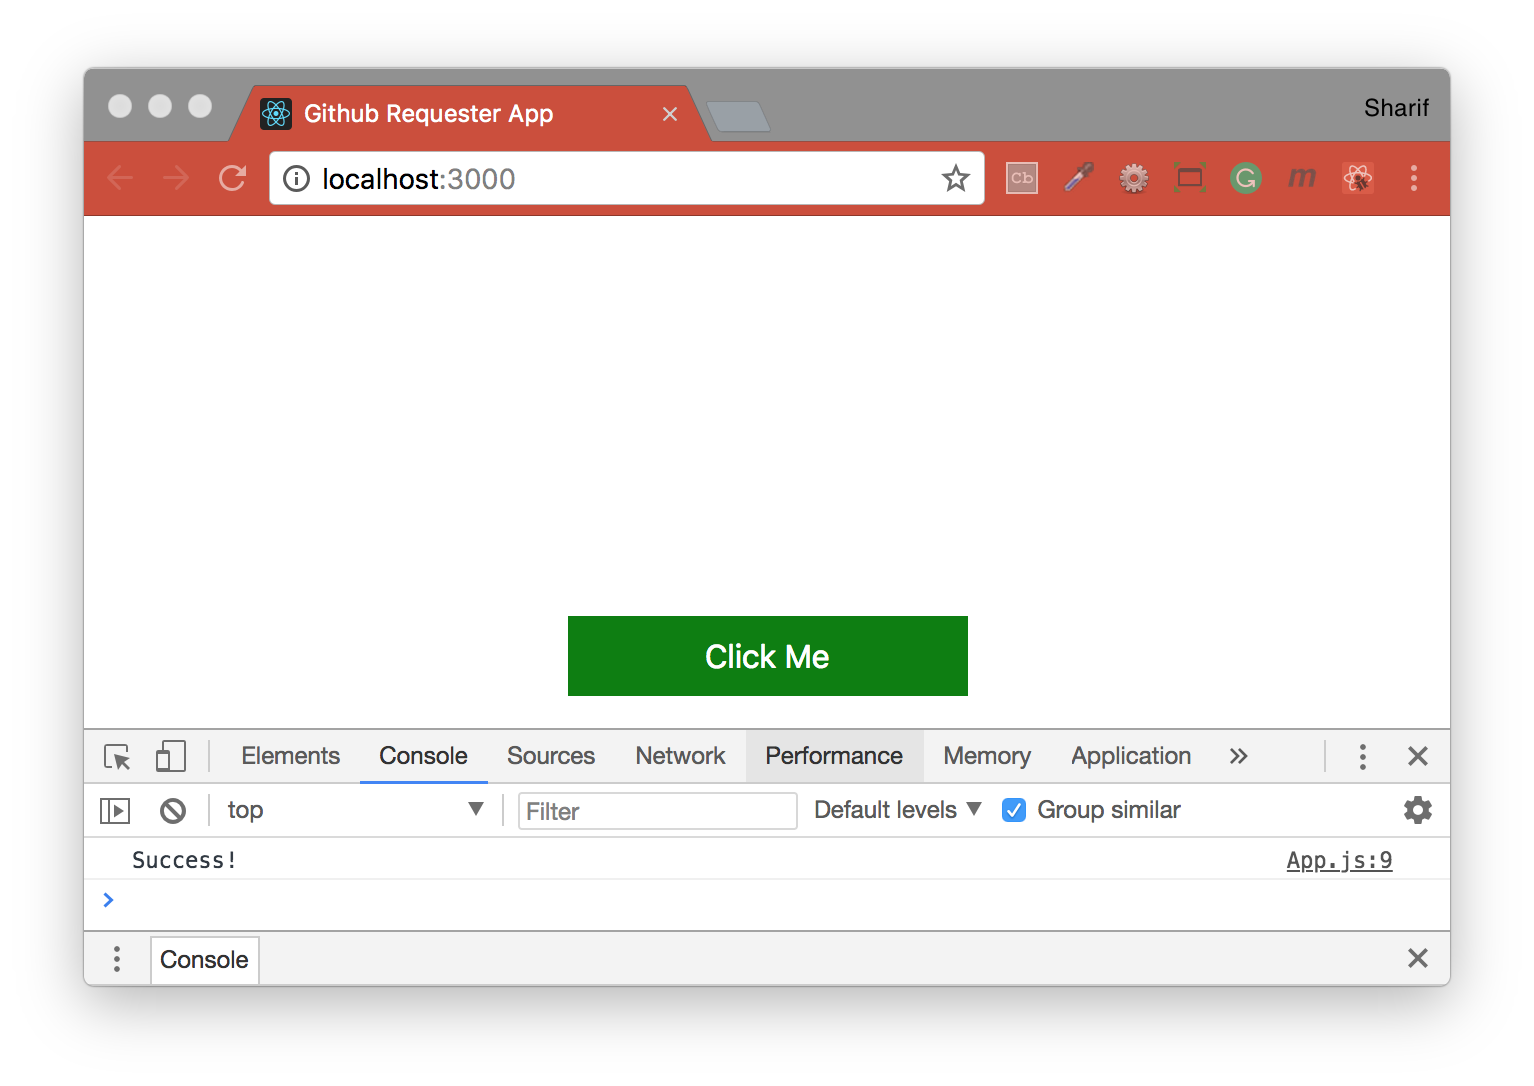 Github Requester App
Sharif
localhost:3000
cb
G
m
Click Me
Elements Console Sources Network Performance Memory Application
top Filter Default levels Group similar
Success! App.js:9
Console